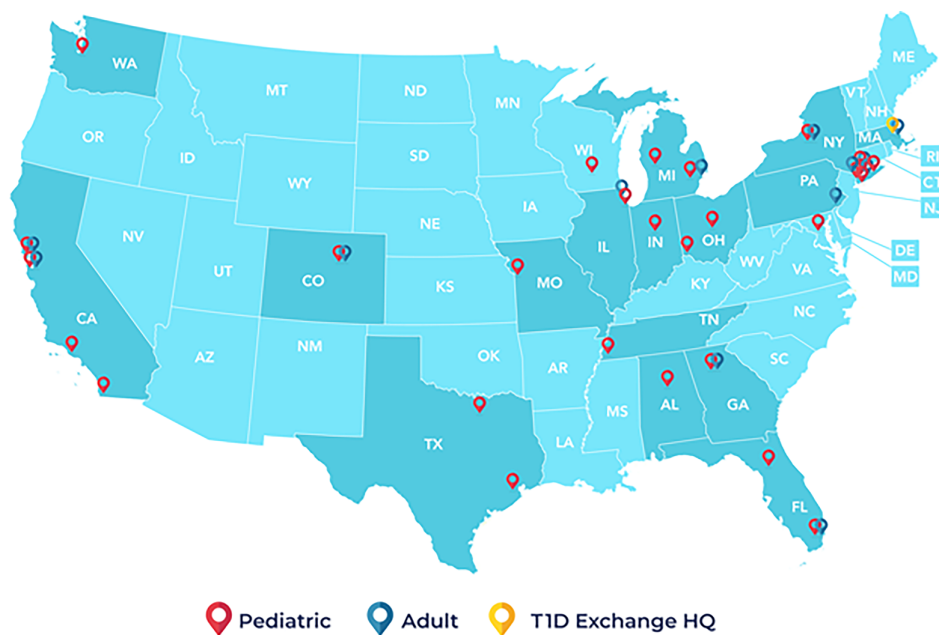 ME
WA
VT
MT
ND
NH
MN
OR
MA
NY
ID
WI
SD
RI
MI
WY
CT
PA
IA
NJ
NE
NV
OH
IL
IN
UT
DE
WV
CO
MO
VA
MD
KS
KY
CA
NC
TN
NM
OK
AZ
SC
AR
AL
GA
MS
TX
LA
FL
Pediatric
Adult
T1D Exchange HQ